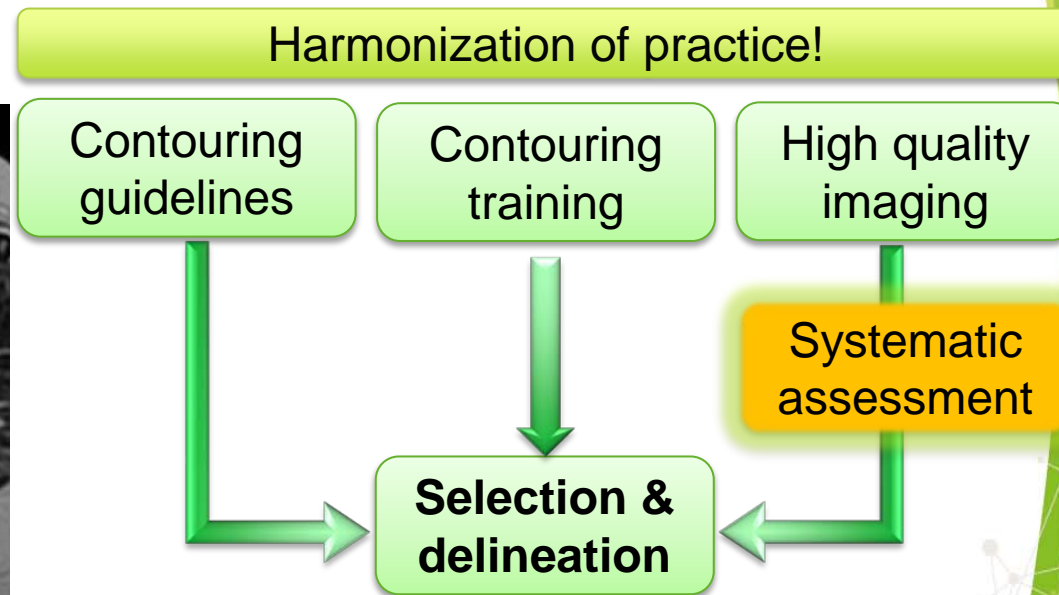 Harmonization of practice!
Contouring
guidelines
Contouring
training
High quality
imaging
Systematic
assessment
Selection &
delineation